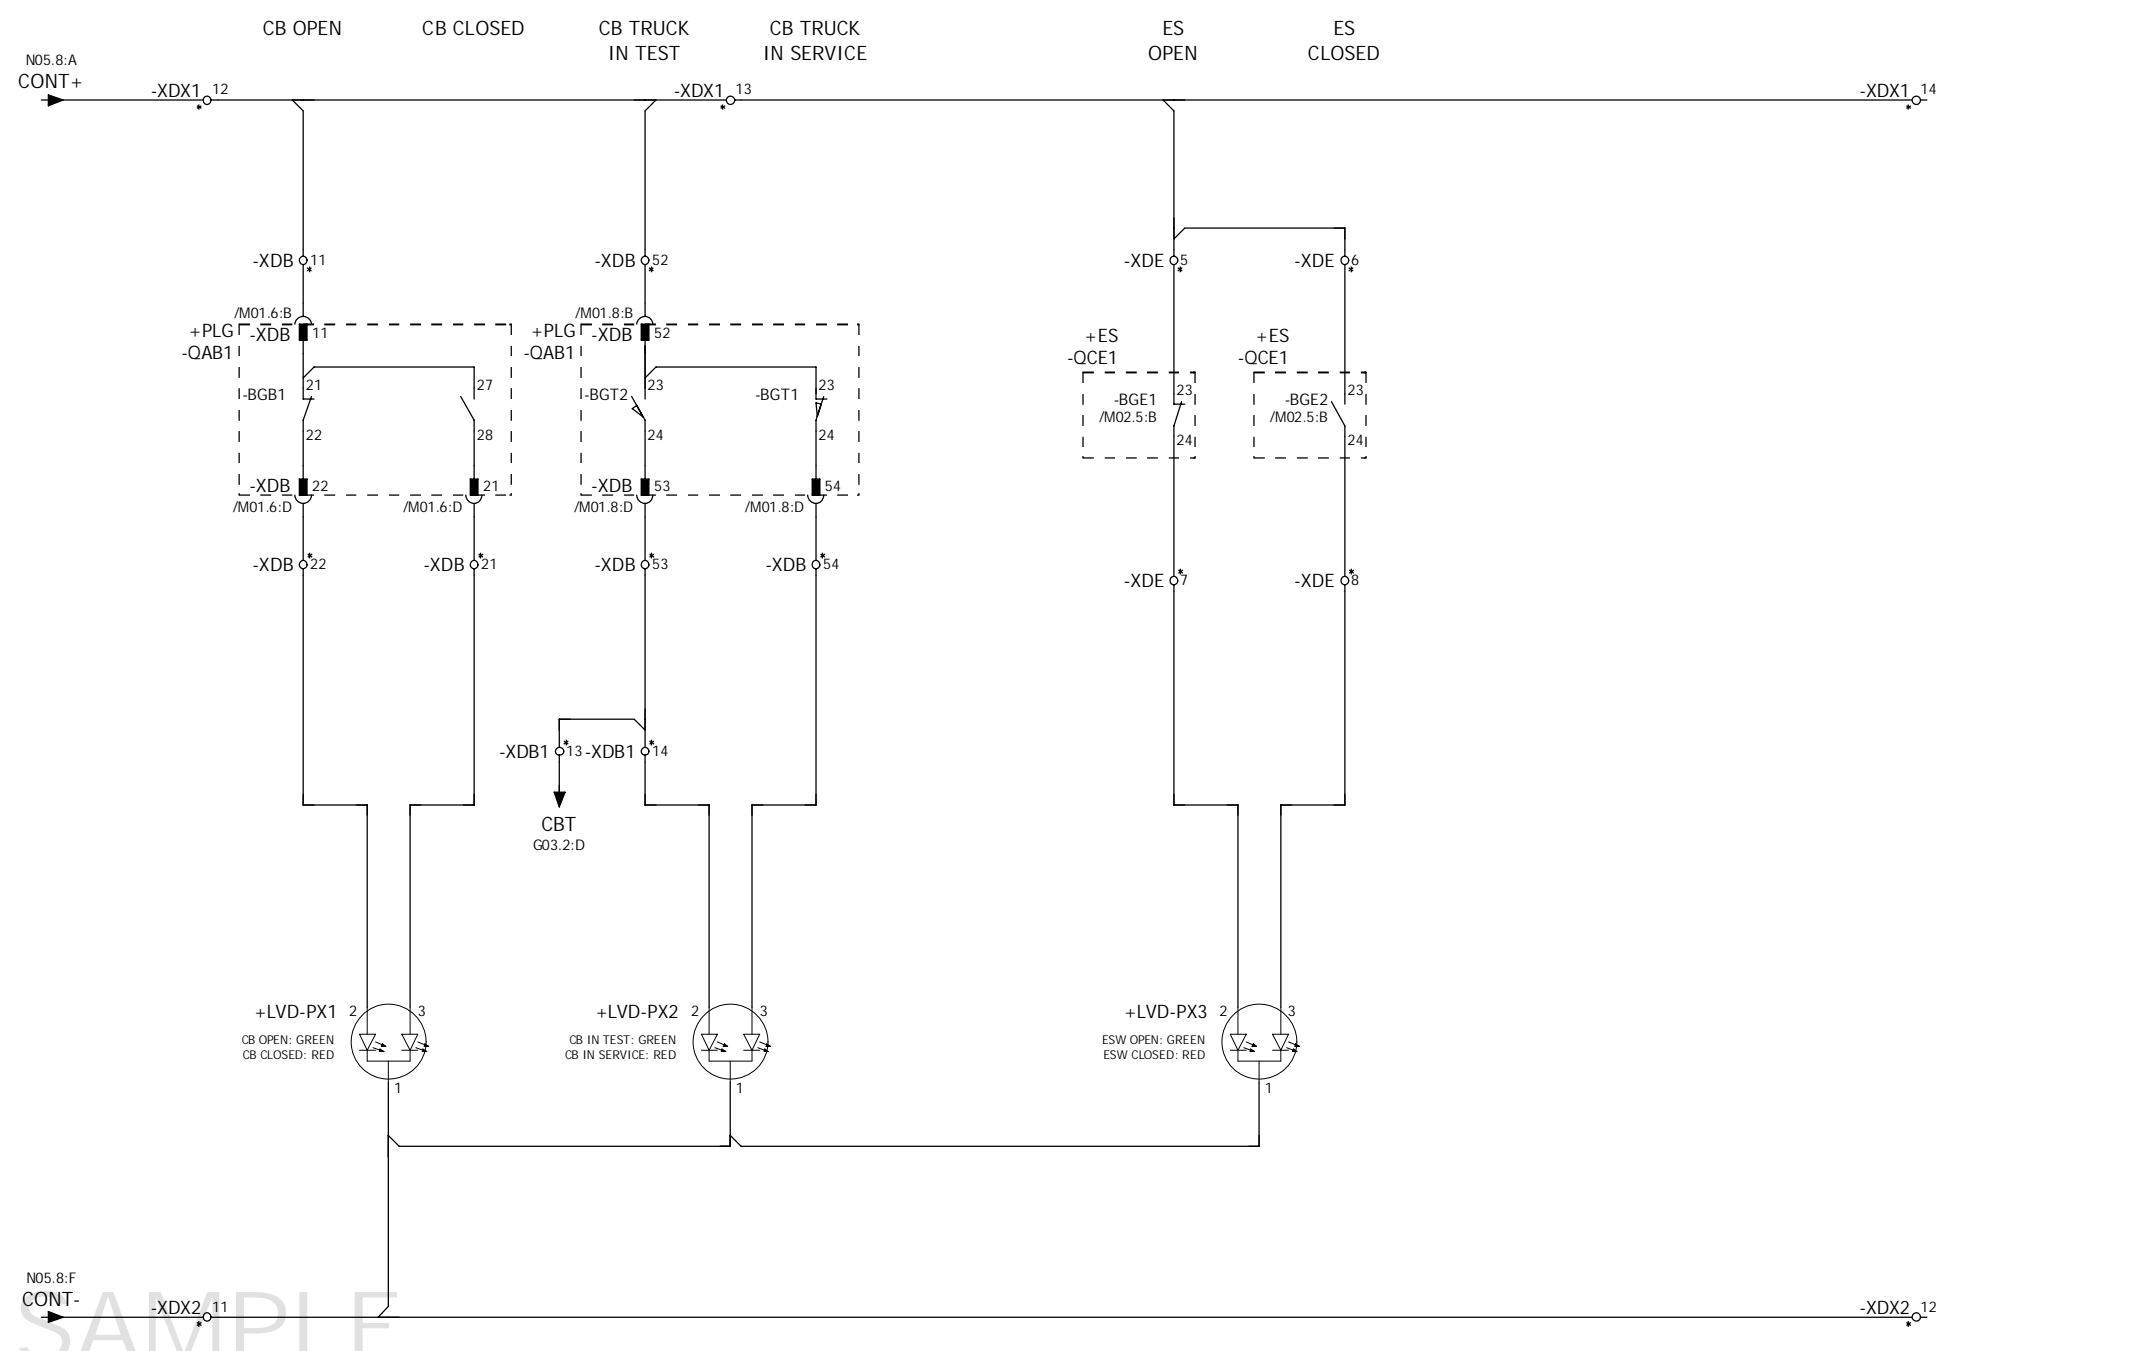 CB OPEN
CB CLOSED
CB TRUCK
IN TEST
CB TRUCK
IN SERVICE
ES
OPEN
ES
CLOSED
N05.8:A
CONT+
-XDX1 12
*
-XDX1 13
*
-XDX1 14
*
-XDB 11
*
-XDB 52
*
-XDE 5
*
-XDE 6
*
/M01.6:B
+PLG
-XDB 11
-QAB1
/M01.8:B
+PLG
-XDB 52
-QAB1
+ES
-QCE1
+ES
-QCE1
21
-BGB1
22
27
28
23
-BGT2
24
23
-BGT1
24
23
-BGE1
/M02.5:B
24
23
-BGE2
/M02.5:B
24
-XDB 22
/M01.6:D
21
/M01.6:D
-XDB 53
/M01.8:D
54
/M01.8:D
*
-XDB 22
*
-XDB 21
*
-XDB 53
*
-XDB 54
*
-XDE 7
*
-XDE 8
*
-XDB1 13
*
-XDB1 14
CBT
G03.2:D
+LVD-PX1 2 3
CB OPEN: GREEN
CB CLOSED: RED
1
+LVD-PX2 2 3
CB IN TEST: GREEN
CB IN SERVICE: RED
1
+LVD-PX3 2 3
ESW OPEN: GREEN
ESW CLOSED: RED
1
N05.8:F
CONT-
-XDX2 11
*
-XDX2 12
*
SAMPLE